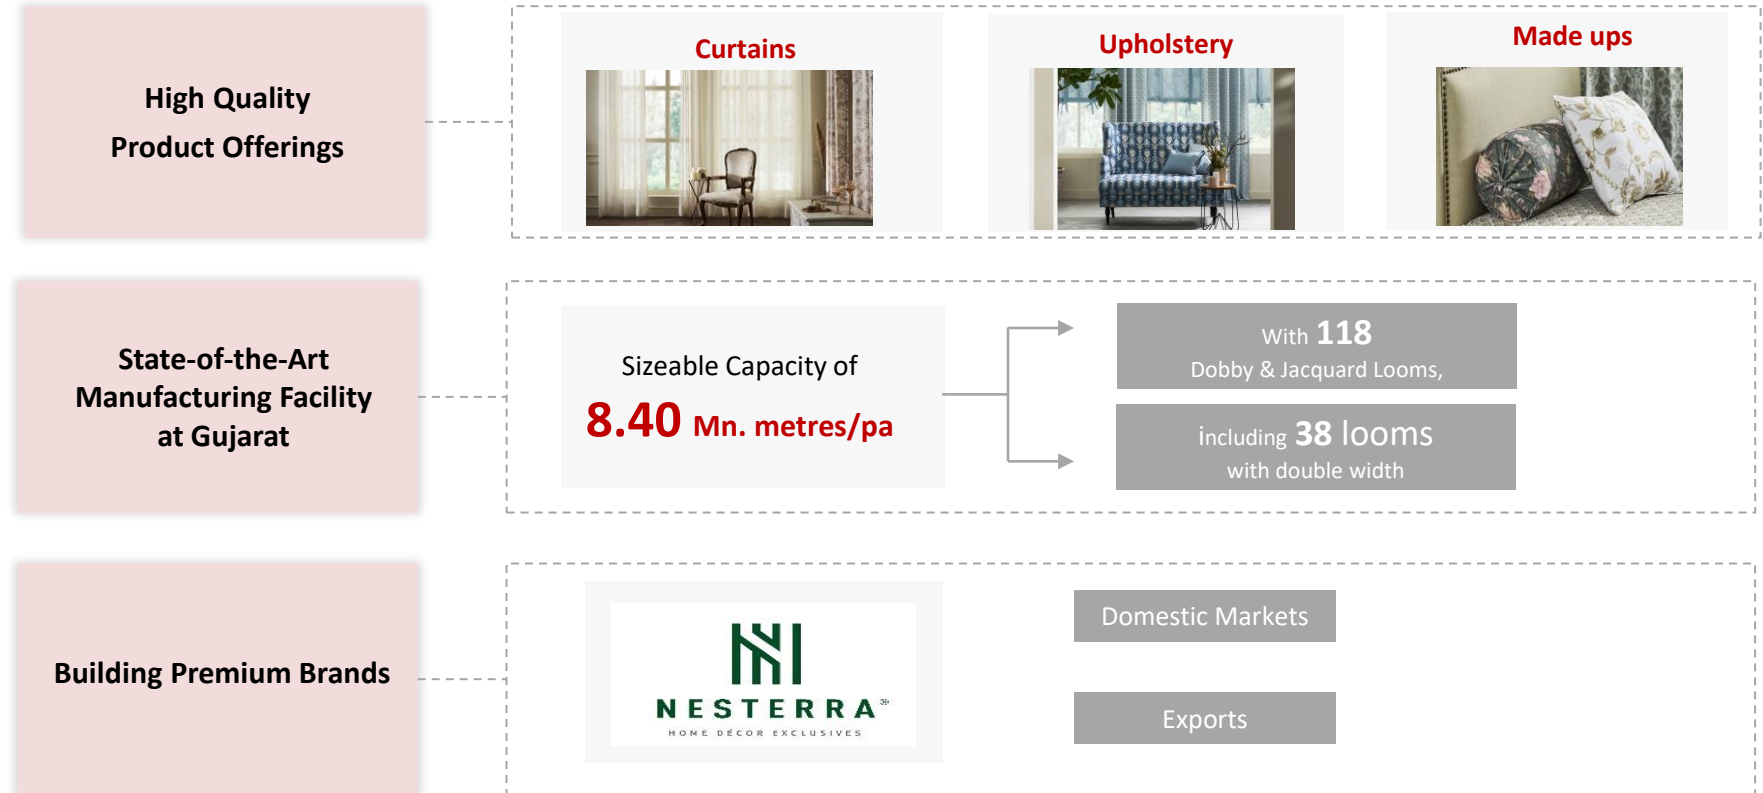 High Quality
Product Offerings
Curtains
Upholstery
Made ups
State-of-the-Art
Manufacturing Facility
at Gujarat
Sizeable Capacity of
8.40 Mn. metres/pa
With 118
Dobby & Jacquard Looms,
including 38 looms
with double width
Building Premium Brands
NESTERRA
HOME DÉCOR EXCLUSIVES
Domestic Markets
Exports